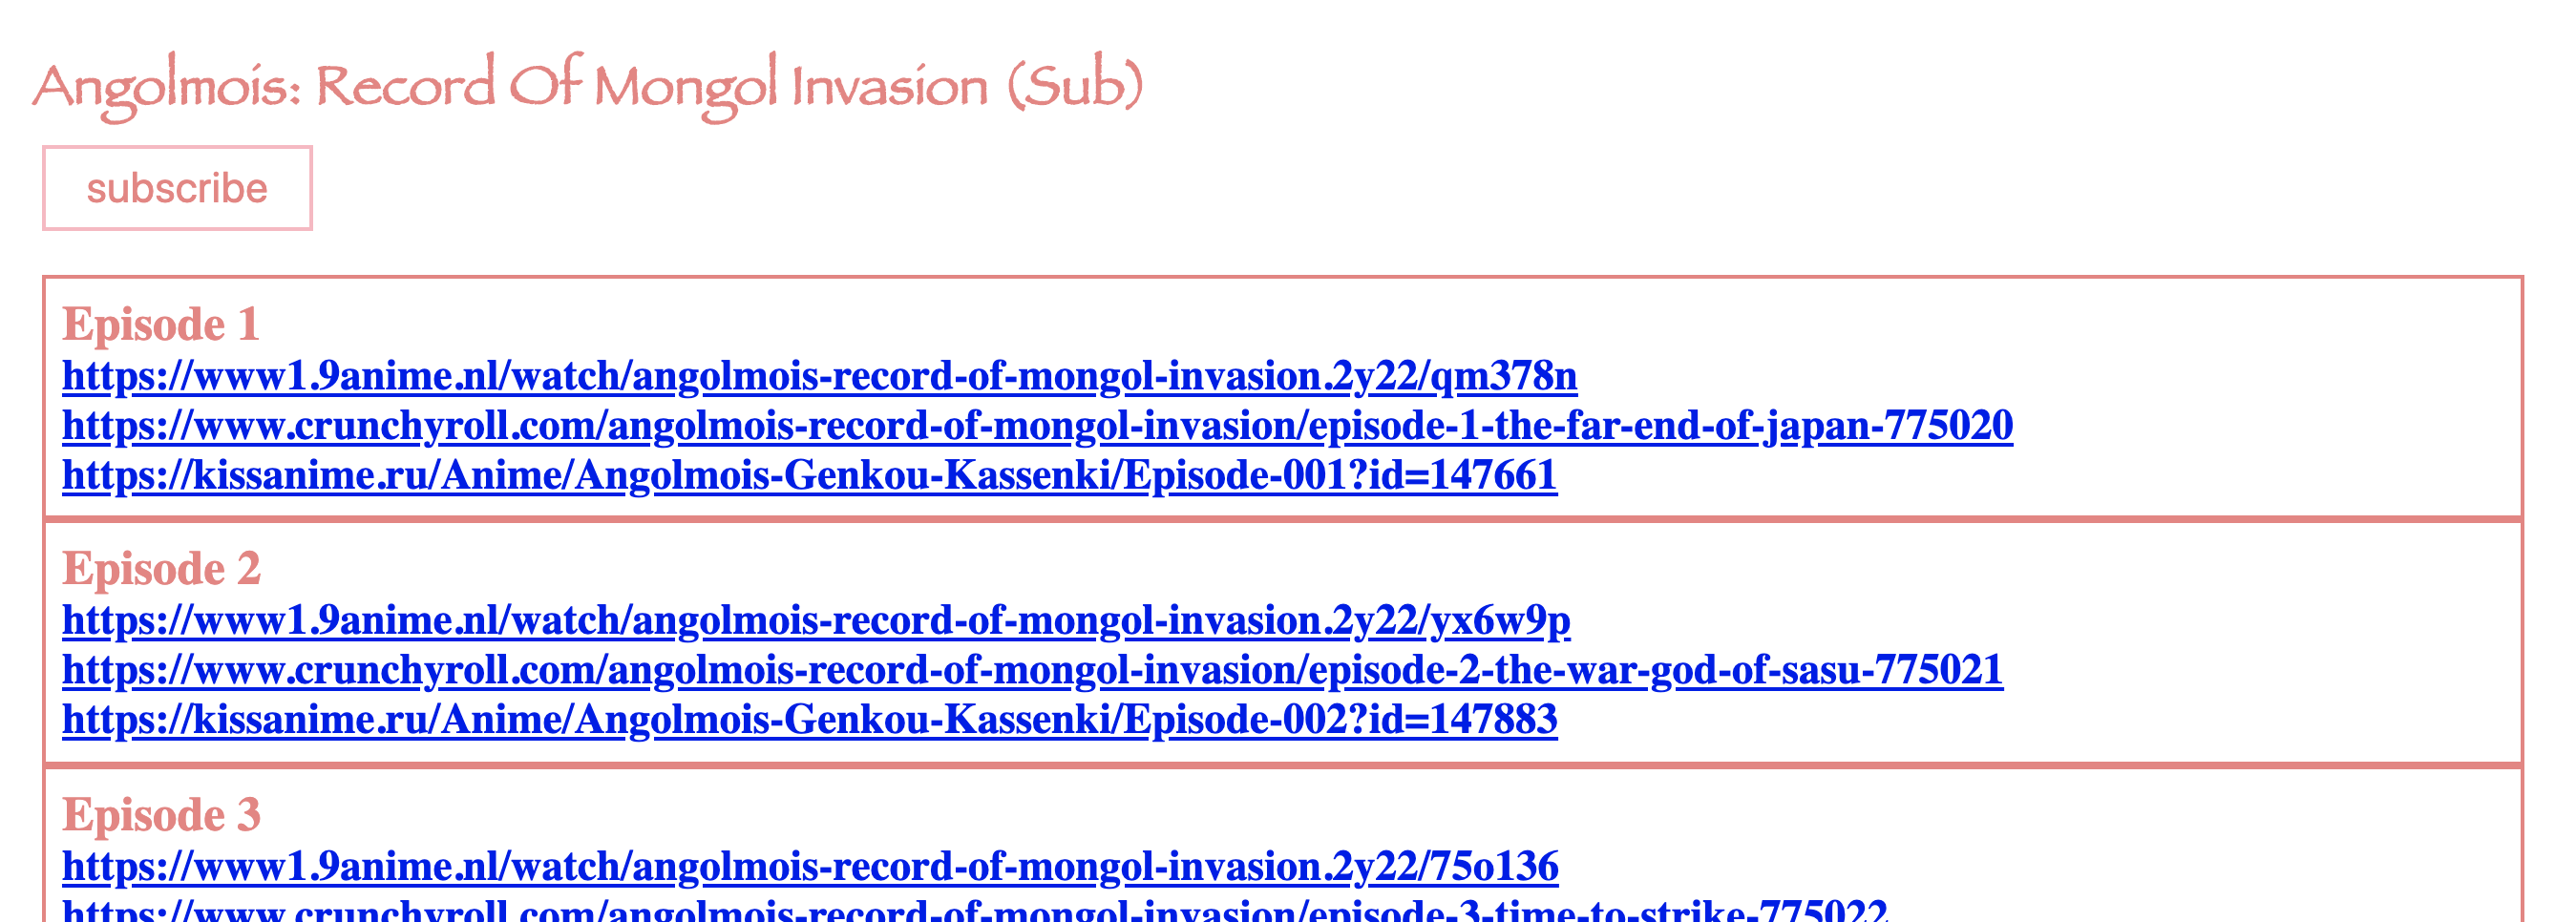 Angolmois: Record Of Mongol Invasion (Sub)
subscribe
Episode 1
https://www1.9anime.nl/watch/angolmois-record-of-mongol-invasion.2y22/qm378n
https://www.crunchyroll.com/angolmois-record-of-mongol-invasion/episode-1-the-far-end-of-japan-775020
https://kissanime.ru/Anime/Angolmois-Genkou-Kassenki/Episode-001?id=147661
Episode 2
https://www1.9anime.nl/watch/angolmois-record-of-mongol-invasion.2y22/yx6w9p
https://www.crunchyroll.com/angolmois-record-of-mongol-invasion/episode-2-the-war-god-of-sasu-775021
https://kissanime.ru/Anime/Angolmois-Genkou-Kassenki/Episode-002?id=147883
Episode 3
https://www1.9anime.nl/watch/angolmois-record-of-mongol-invasion.2y22/75o136
https://www.crunchyroll.com/angolmois-record-of-mongol-invasion/episode-3-time-to-strike-775022